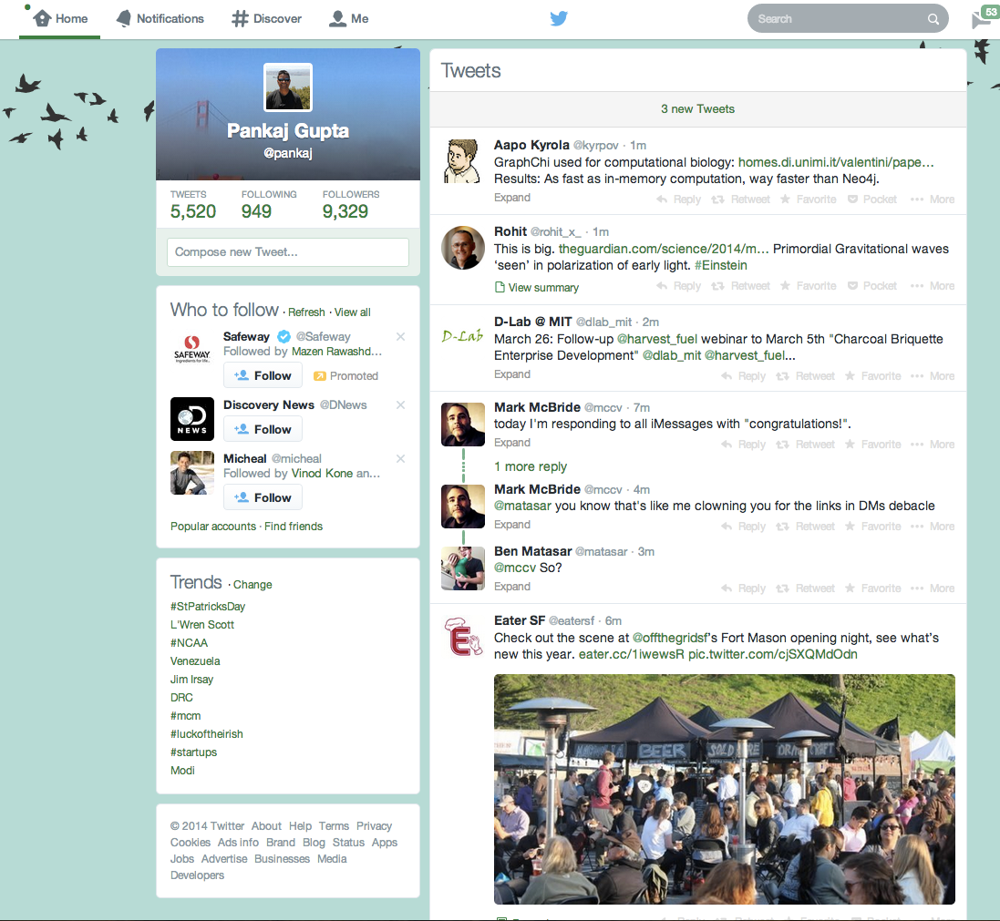 Home Notifications Discover Me Search 53
Pankaj Gupta
@pankaj
TWEETS FOLLOWING FOLLOWERS
5,520 949 9,329
Compose new Tweet...
Who to follow · Refresh · View all
SAFEWAY
Safeway @Safeway
Followed by Mazen Rawashd...
Follow Promoted
D NEWS
Discovery News @DNews
Follow
Micheal @micheal
Followed by Vinod Kone an...
Follow
Popular accounts · Find friends
Trends · Change
#StPatricksDay
L'Wren Scott
#NCAA
Venezuela
Jim Irsay
DRC
#mcm
#luckoftheirish
#startups
Modi
© 2014 Twitter About Help Terms Privacy
Cookies Ads info Brand Blog Status Apps
Jobs Advertise Businesses Media
Developers
Tweets
3 new Tweets
Aapo Kyrola @kyrpov · 1m
GraphChi used for computational biology: homes.di.unimi.it/valentini/pape…
Results: As fast as in-memory computation, way faster than Neo4j.
Expand Reply Retweet Favorite Pocket More
Rohit @rohit_x_ · 1m
This is big. theguardian.com/science/2014/m… Primordial Gravitational waves
‘seen’ in polarization of early light. #Einstein
View summary Reply Retweet Favorite Pocket More
D-Lab
D-Lab @ MIT @dlab_mit · 2m
March 26: Follow-up @harvest_fuel webinar to March 5th "Charcoal Briquette
Enterprise Development" @dlab_mit @harvest_fuel...
Expand Reply Retweet Favorite More
Mark McBride @mccv · 7m
today I'm responding to all iMessages with "congratulations!".
Expand Reply Retweet Favorite More
1 more reply
Mark McBride @mccv · 4m
@matasar you know that's like me clowning you for the links in DMs debacle
Expand Reply Retweet Favorite More
Ben Matasar @matasar · 3m
@mccv So?
Expand Reply Retweet Favorite More
E
Eater SF @eatersf · 6m
Check out the scene at @offthegridsf's Fort Mason opening night, see what's
new this year. eater.cc/1iwewsR pic.twitter.com/cjSXQMdOdn
BEER SOLD